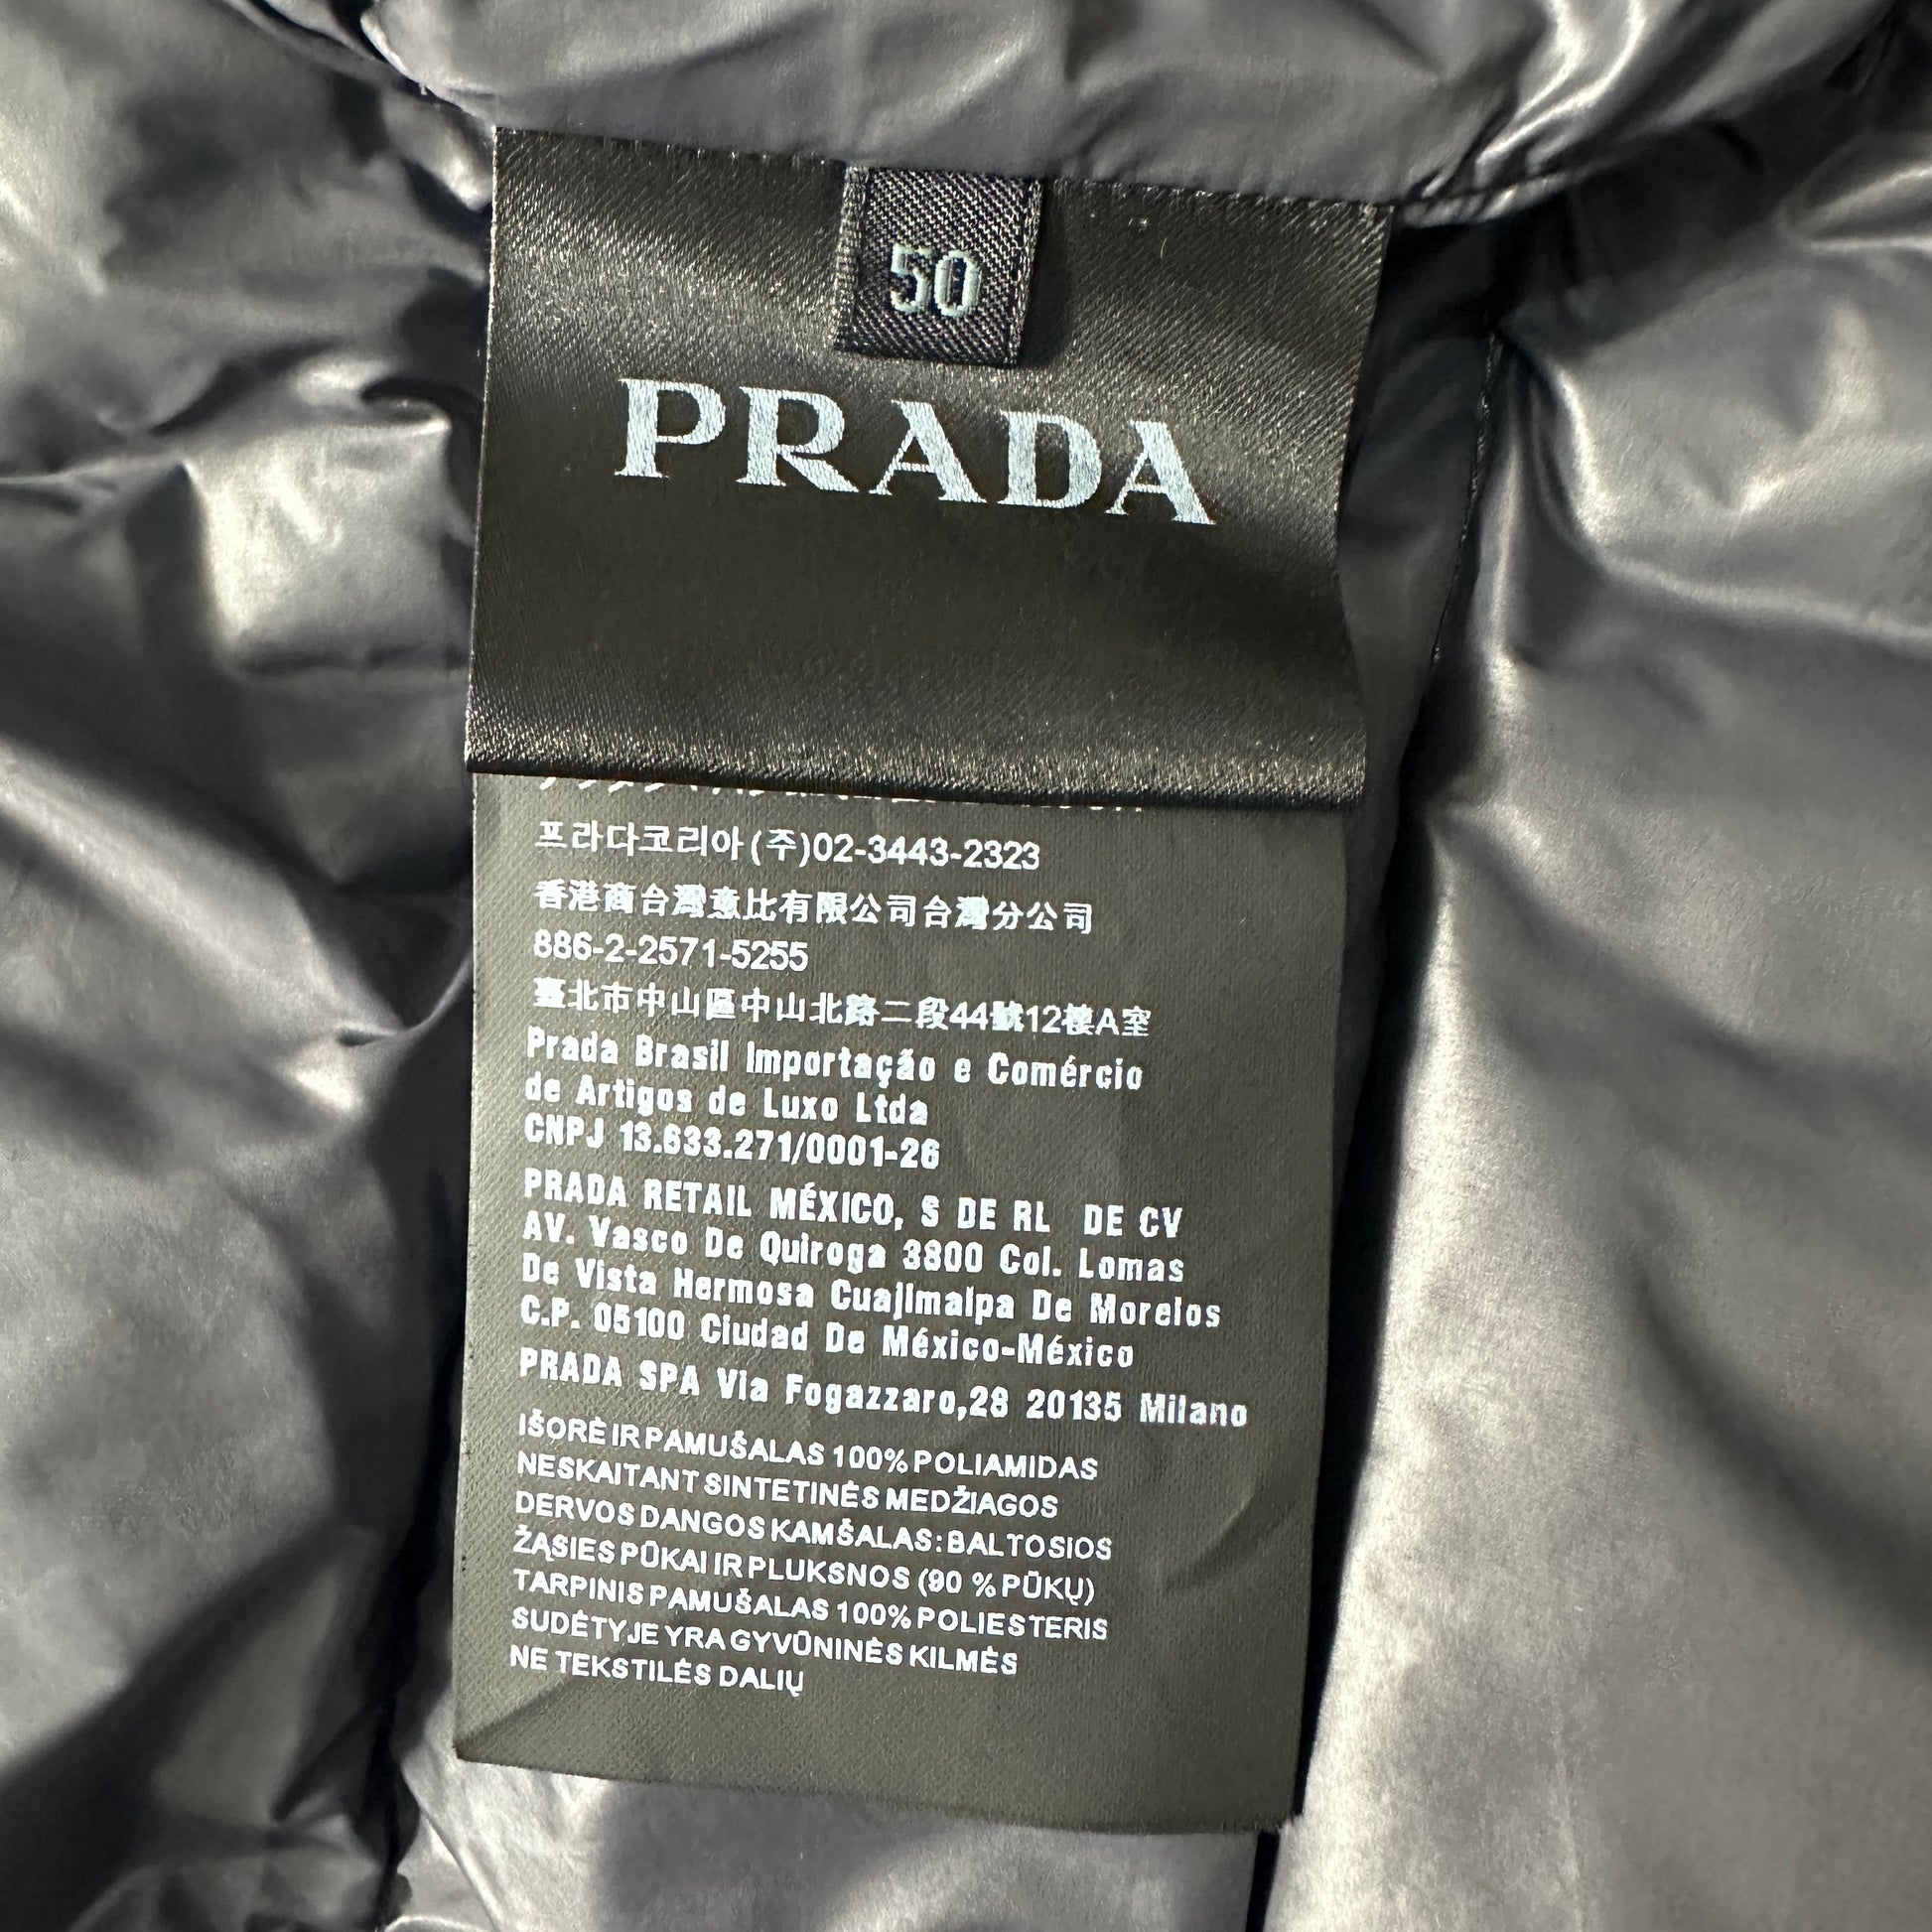 50
PRADA
프라다코리아(주)02-3443-2323
香港商台灣意比有限公司台灣分公司
886-2-2571-5255
臺北市中山區中山北路二段44號12樓A室
Prada Brasil Importação e Comércio
de Artigos de Luxo Ltda
CNPJ 13.633.271/0001-26
PRADA RETAIL MÉXICO, S DE RL DE CV
AV. Vasco De Quiroga 3800 Col. Lomas
De Vista Hermosa Cuajimalpa De Morelos
C.P. 05100 Ciudad De México-México
PRADA SPA Via Fogazzaro,28 20135 Milano
IŠORĖ IR PAMUŠALAS 100% POLIAMIDAS
NESKAITANT SINTETINĖS MEDŽIAGOS
DERVOS DANGOS KAMŠALAS: BALTOSIOS
ŽĄSIES PŪKAI IR PLUKSNOS (90 % PŪKŲ)
TARPINIS PAMUŠALAS 100% POLIESTERIS
SUDĖTYJE YRA GYVŪNINĖS KILMĖS
NE TEKSTILĖS DALIŲ